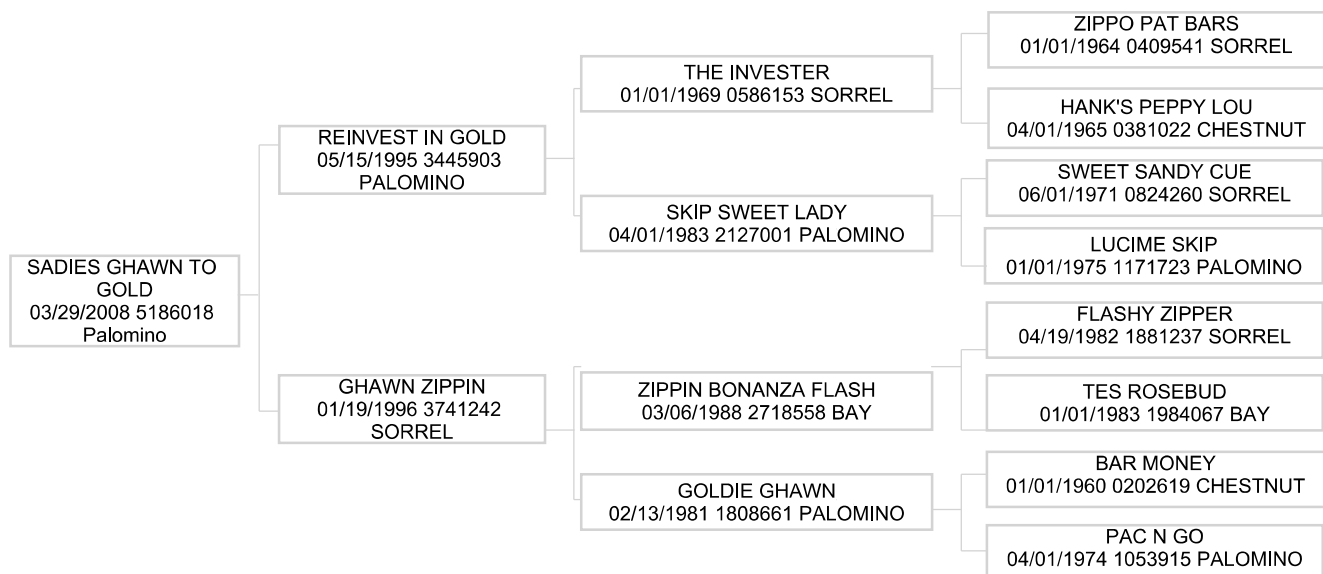 SADIES GHAWN TO
GOLD
03/29/2008 5186018
Palomino
REINVEST IN GOLD
05/15/1995 3445903
PALOMINO
GHAWN ZIPPIN
01/19/1996 3741242
SORREL
THE INVESTER
01/01/1969 0586153 SORREL
SKIP SWEET LADY
04/01/1983 2127001 PALOMINO
ZIPPIN BONANZA FLASH
03/06/1988 2718558 BAY
GOLDIE GHAWN
02/13/1981 1808661 PALOMINO
ZIPPO PAT BARS
01/01/1964 0409541 SORREL
HANK'S PEPPY LOU
04/01/1965 0381022 CHESTNUT
SWEET SANDY CUE
06/01/1971 0824260 SORREL
LUCIME SKIP
01/01/1975 1171723 PALOMINO
FLASHY ZIPPER
04/19/1982 1881237 SORREL
TES ROSEBUD
01/01/1983 1984067 BAY
BAR MONEY
01/01/1960 0202619 CHESTNUT
PAC N GO
04/01/1974 1053915 PALOMINO